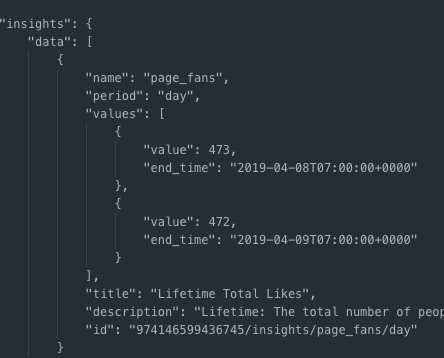 "insights": {
"data": [
{
"name": "page_fans",
"period": "day",
"values": [
{
"value": 473,
"end_time": "2019-04-08T07:00:00+0000"
},
{
"value": 472,
"end_time": "2019-04-09T07:00:00+0000"
}
],
"title": "Lifetime Total Likes",
"description": "Lifetime: The total number of peop
"id": "974146599436745/insights/page_fans/day"
}